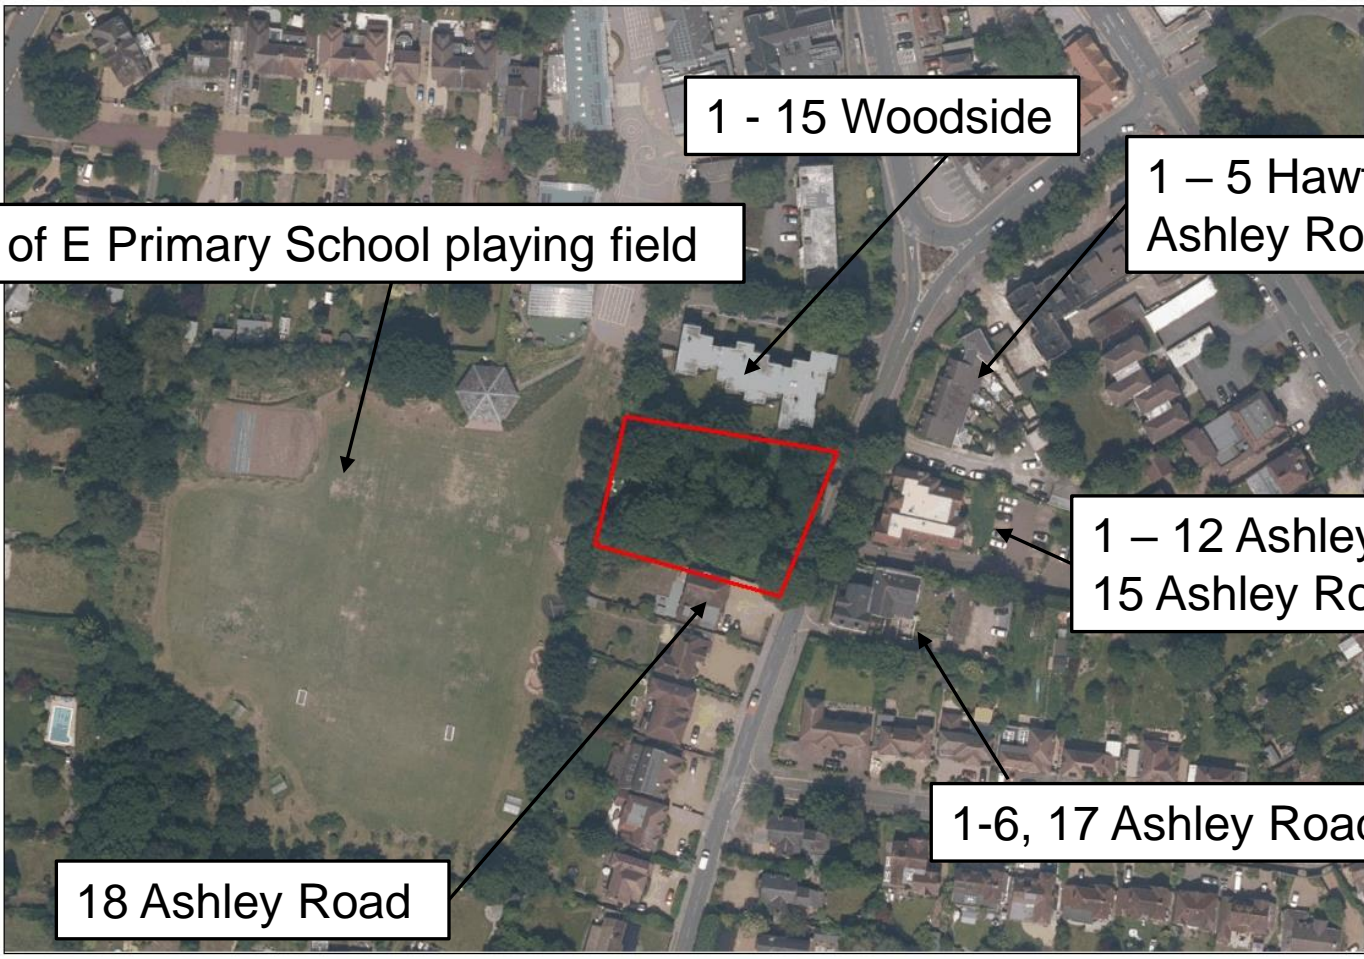 1 - 15 Woodside
1 – 5 Haw
Ashley Ro
of E Primary School playing field
1 – 12 Ashley
15 Ashley Ro
1-6, 17 Ashley Road
18 Ashley Road